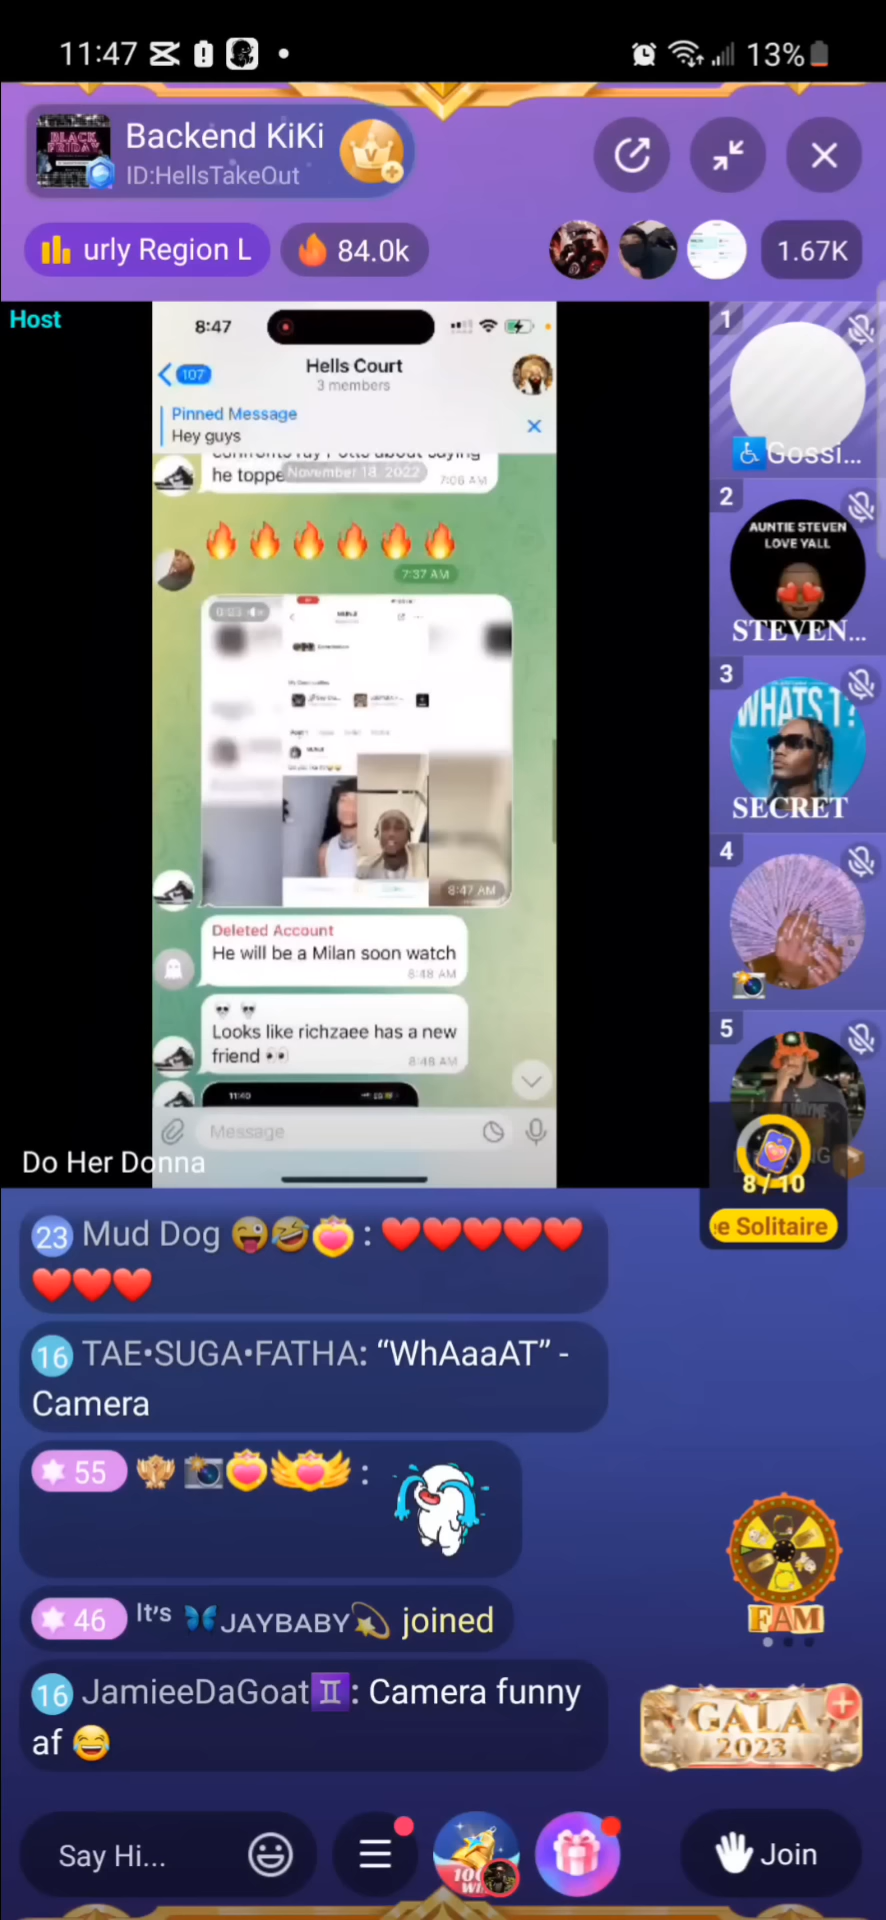 11:47
13%
BLACK
FRIDAY
Backend KiKi
ID:HellsTakeOut
V
urly Region L
84.0k
1.67K
Host
8:47
107
Hells Court
3 members
Pinned Message
Hey guys
he toppe
November 18, 2022
7:06 AM
🔥🔥🔥🔥🔥🔥
7:37 AM
8:47 AM
Deleted Account
He will be a Milan soon watch
8:48 AM
Looks like richzaee has a new
friend 👀
8:48 AM
11:40
Message
Do Her Donna
1
♿Gossi...
2
AUNTIE STEVEN
LOVE YALL
STEVEN...
3
WHATS T?
SECRET
4
5
8/10
e Solitaire
23 Mud Dog 😜🤣 : ❤️❤️❤️❤️❤️
❤️❤️❤️
16 TAE•SUGA•FATHA: “WhAaaAT” -
Camera
55 📸 :
46 It's 🦋JAYBABY💫 joined
16 JamieeDaGoat♊: Camera funny
af 😂
FAM
GALA
2023
Say Hi...
Join